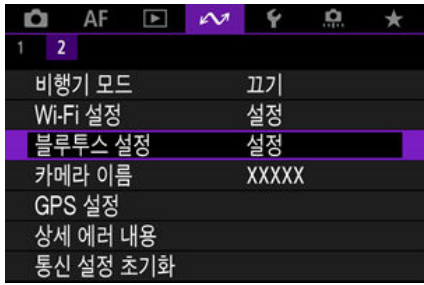 AF
1 2
비행기 모드 끄기
Wi-Fi 설정 설정
블루투스 설정 설정
카메라 이름 XXXXX
GPS 설정
상세 에러 내용
통신 설정 초기화